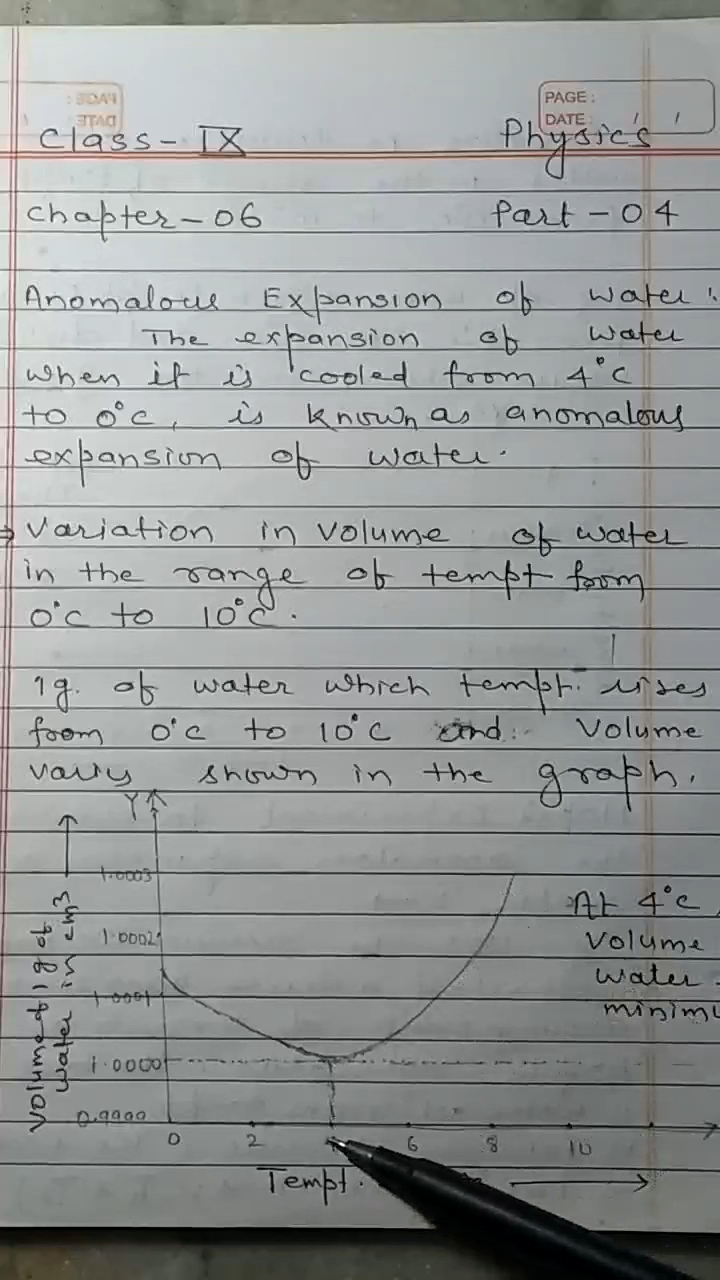 PAGE :
DATE : / /
Class - IX Physics
Chapter - 06 Part - 04
Anomalous Expansion of water :
The expansion of water
when it is cooled from 4°C
to 0°C, is known as anomalous
expansion of water.
⇒ Variation in volume of water
in the range of tempt from
0°C to 10°C.
1g. of water which tempt. rises
from 0°C to 10°C and volume
vary shown in the graph.
Y
1.0003
1.0002
1.0001
1.0000
0.9999
Volume of 1g of
water in cm3
At 4°C
volume
water
minimu
0 2 4 6 8 10
Tempt.